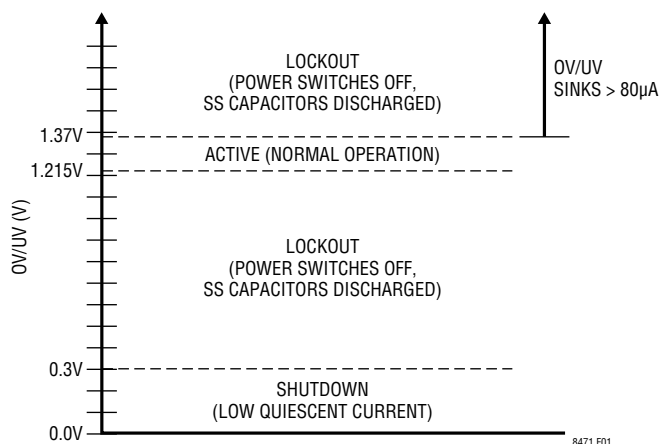 LOCKOUT
(POWER SWITCHES OFF,
SS CAPACITORS DISCHARGED)
OV/UV
SINKS > 80µA
1.37V
ACTIVE (NORMAL OPERATION)
1.215V
OV/UV (V)
LOCKOUT
(POWER SWITCHES OFF,
SS CAPACITORS DISCHARGED)
0.3V
SHUTDOWN
(LOW QUIESCENT CURRENT)
0.0V
8471 F01